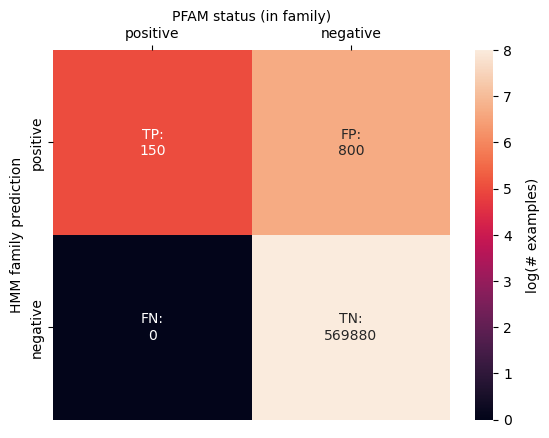 PFAM status (in family)
positive
negative
HMM family prediction
positive
negative
TP:
150
FP:
800
FN:
0
TN:
569880
8
7
6
5
4
3
2
1
0
log(# examples)